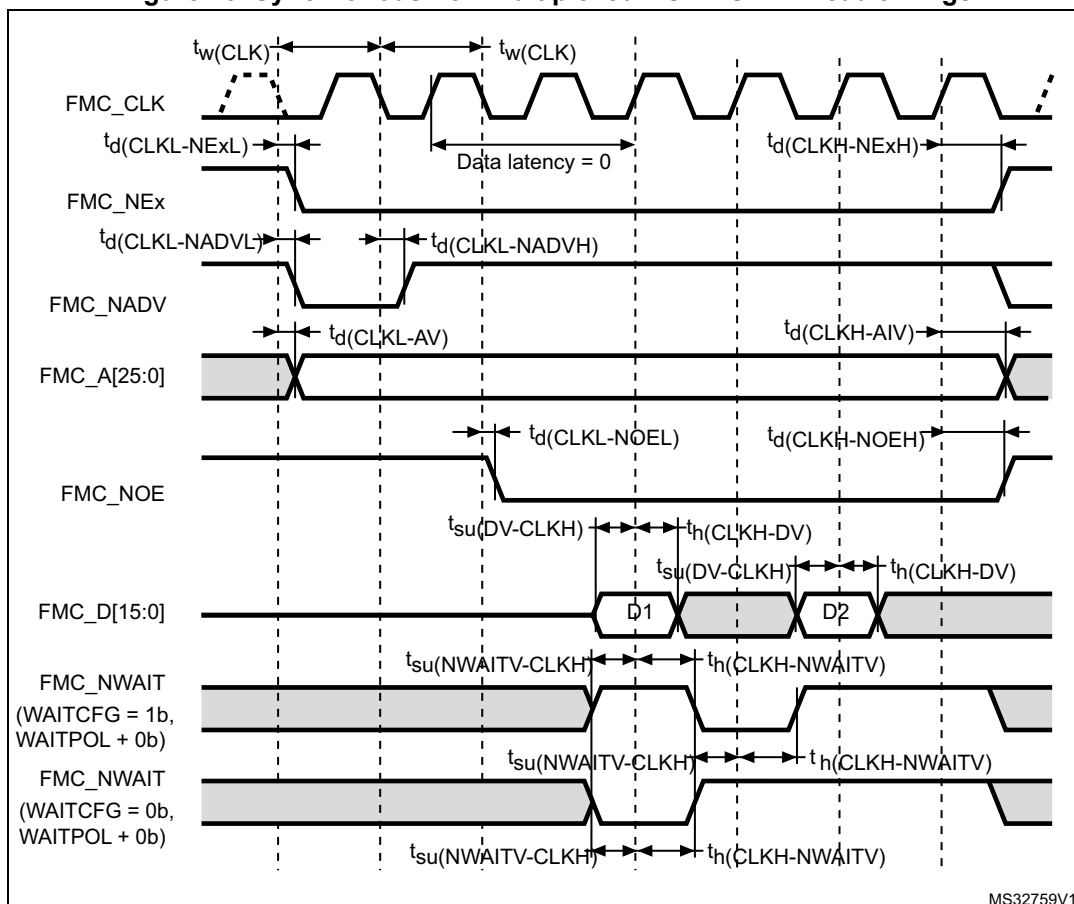 tw(CLK) tw(CLK)
FMC_CLK
td(CLKL-NExL) Data latency = 0 td(CLKH-NExH)
FMC_NEx
td(CLKL-NADVL) td(CLKL-NADVH)
FMC_NADV
td(CLKL-AV) td(CLKH-AIV)
FMC_A[25:0]
td(CLKL-NOEL) td(CLKH-NOEH)
FMC_NOE
tsu(DV-CLKH) th(CLKH-DV)
tsu(DV-CLKH) th(CLKH-DV)
FMC_D[15:0] D1 D2
tsu(NWAITV-CLKH) th(CLKH-NWAITV)
FMC_NWAIT
(WAITCFG = 1b,
WAITPOL + 0b)
tsu(NWAITV-CLKH) th(CLKH-NWAITV)
FMC_NWAIT
(WAITCFG = 0b,
WAITPOL + 0b)
tsu(NWAITV-CLKH) th(CLKH-NWAITV)
MS32759V1